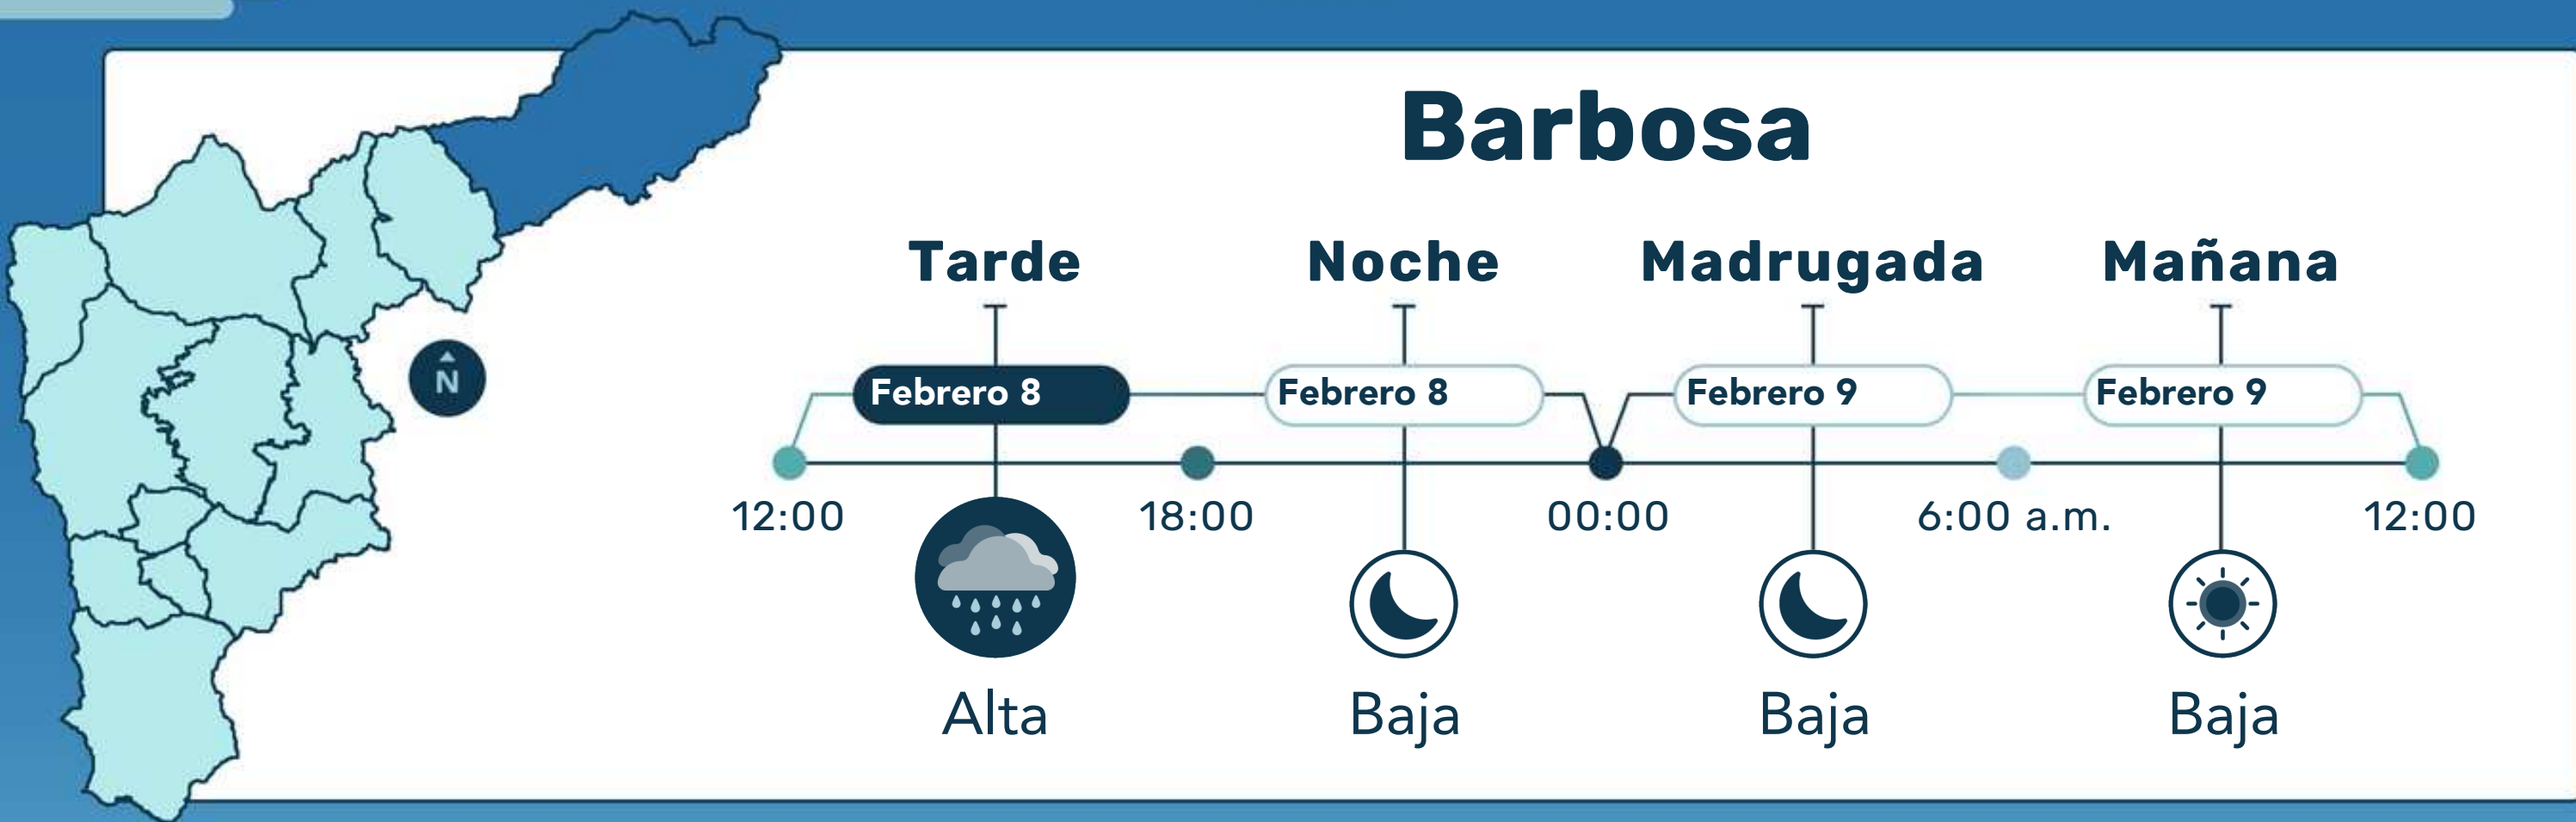 Barbosa
Tarde
Noche
Madrugada
Mañana
Febrero 8
Febrero 8
Febrero 9
Febrero 9
N
12:00
18:00
00:00
6:00 a.m.
12:00
Alta
Baja
Baja
Baja